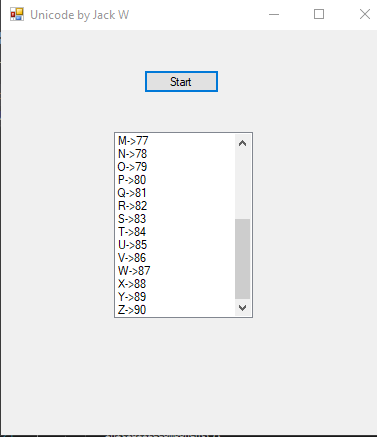 Unicode by Jack W
Start
M->77
N->78
O->79
P->80
Q->81
R->82
S->83
T->84
U->85
V->86
W->87
X->88
Y->89
Z->90